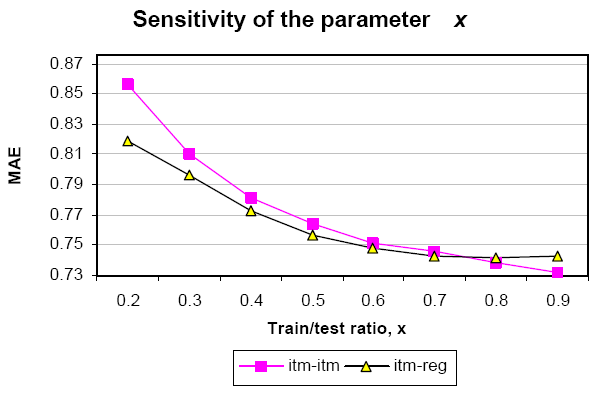 Sensitivity of the parameter x
0.87
0.85
0.83
0.81
0.79
0.77
0.75
0.73
MAE
0.2 0.3 0.4 0.5 0.6 0.7 0.8 0.9
Train/test ratio, x
itm-itm itm-reg